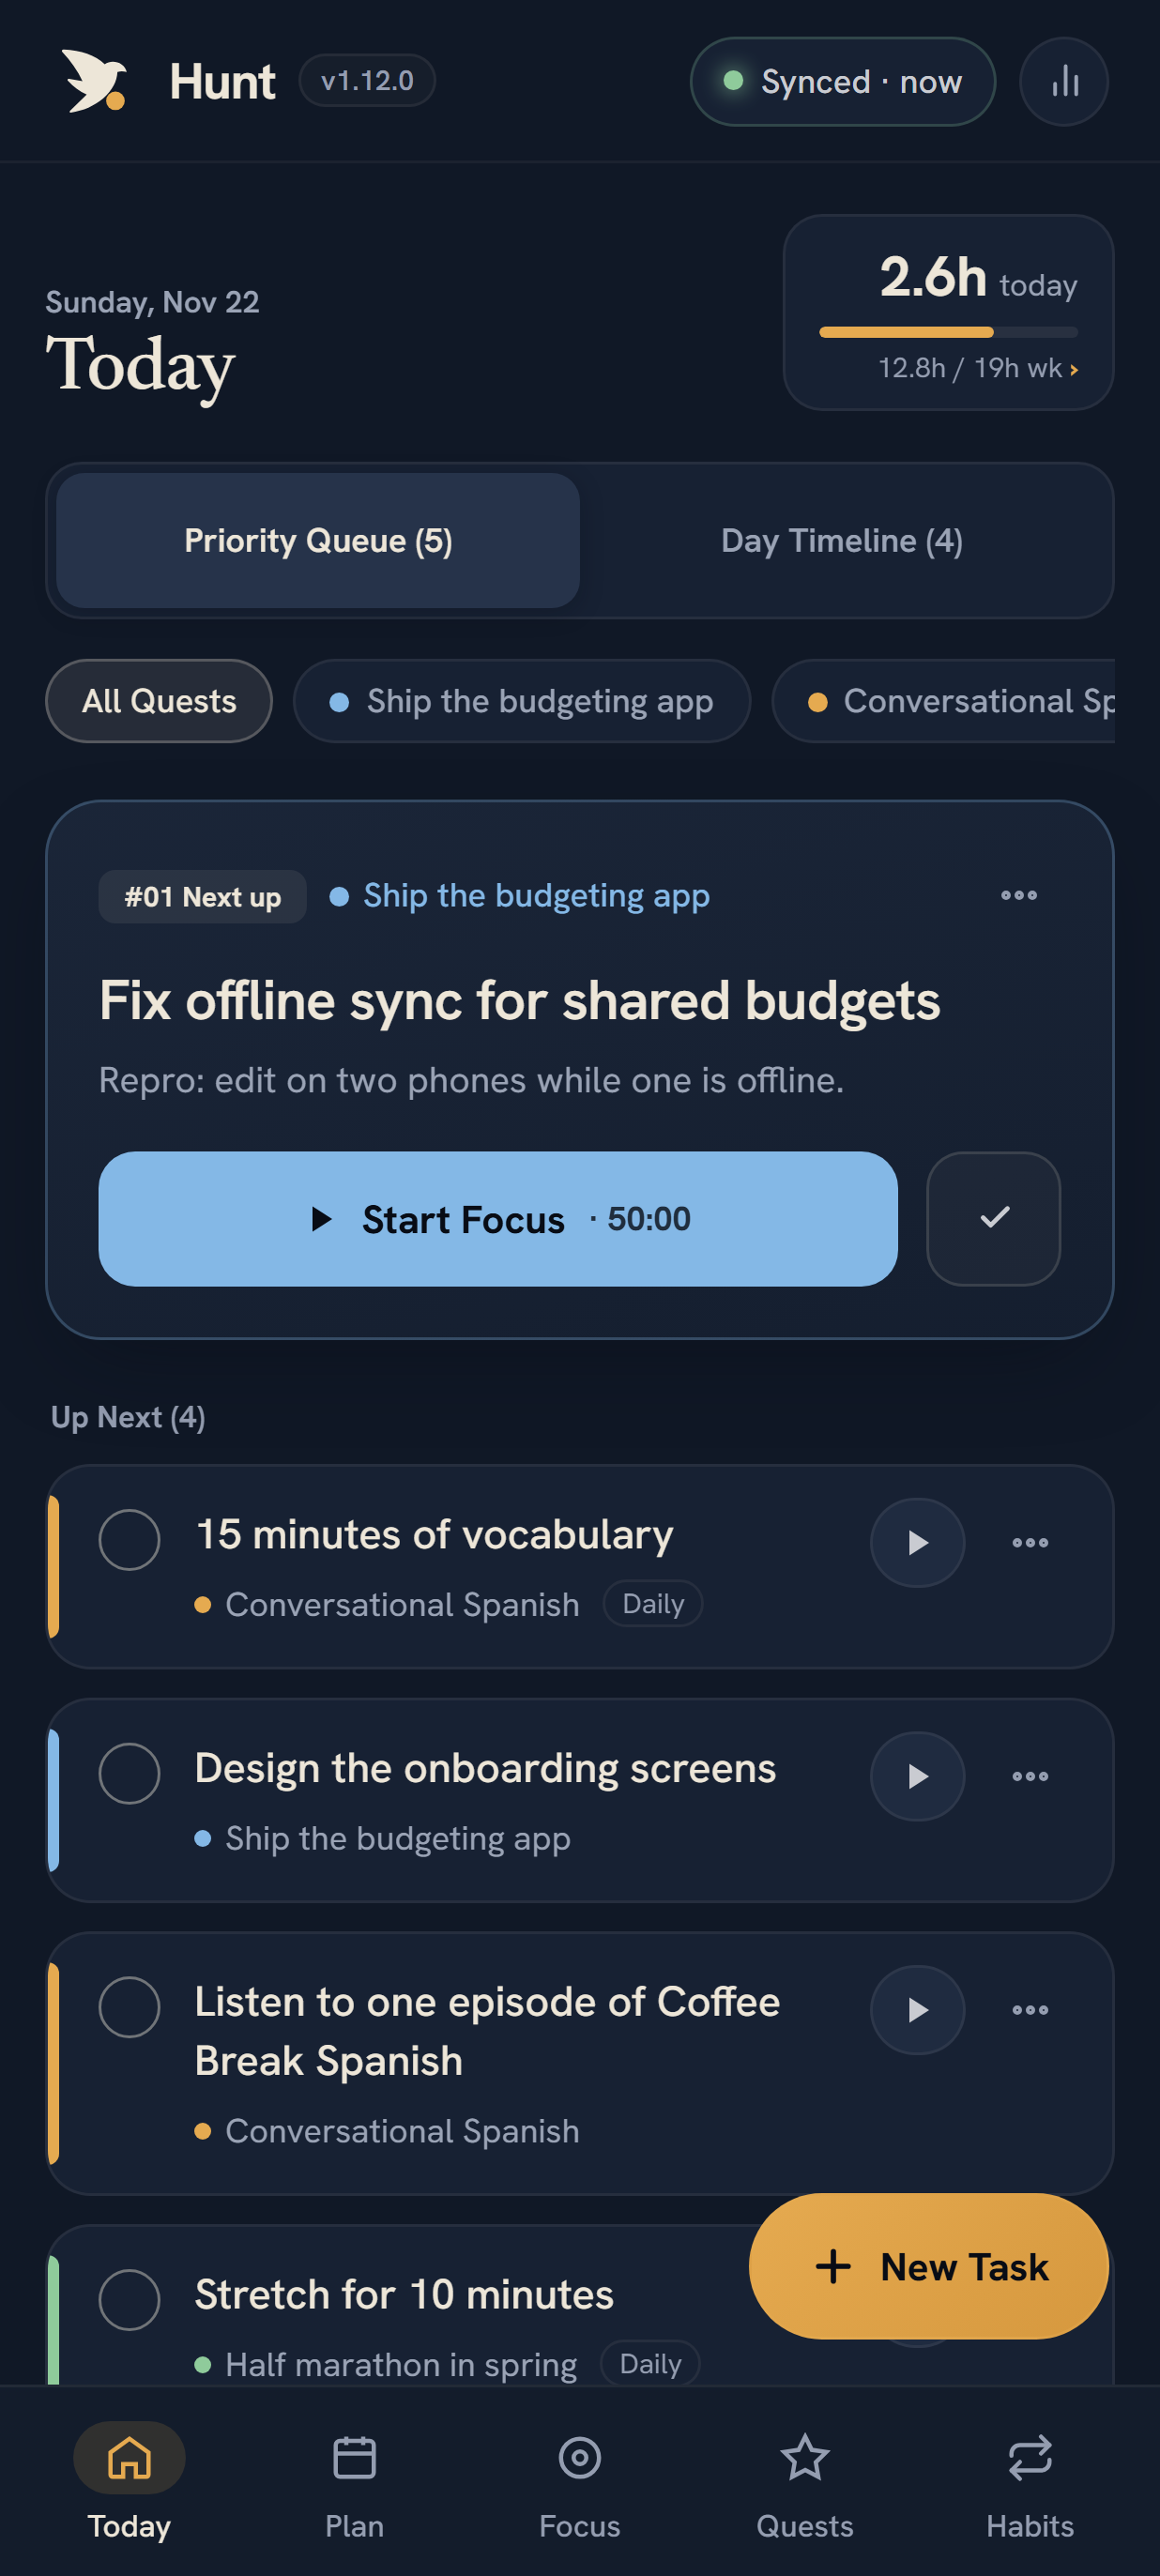 Hunt v1.12.0 Synced · now
2.6h today
12.8h / 19h wk ›
Sunday, Nov 22
Today
Priority Queue (5) Day Timeline (4)
All Quests Ship the budgeting app Conversational Sp
#01 Next up Ship the budgeting app
Fix offline sync for shared budgets
Repro: edit on two phones while one is offline.
Start Focus · 50:00
Up Next (4)
15 minutes of vocabulary
Conversational Spanish Daily
Design the onboarding screens
Ship the budgeting app
Listen to one episode of Coffee
Break Spanish
Conversational Spanish
Stretch for 10 minutes
Half marathon in spring Daily
New Task
Today Plan Focus Quests Habits